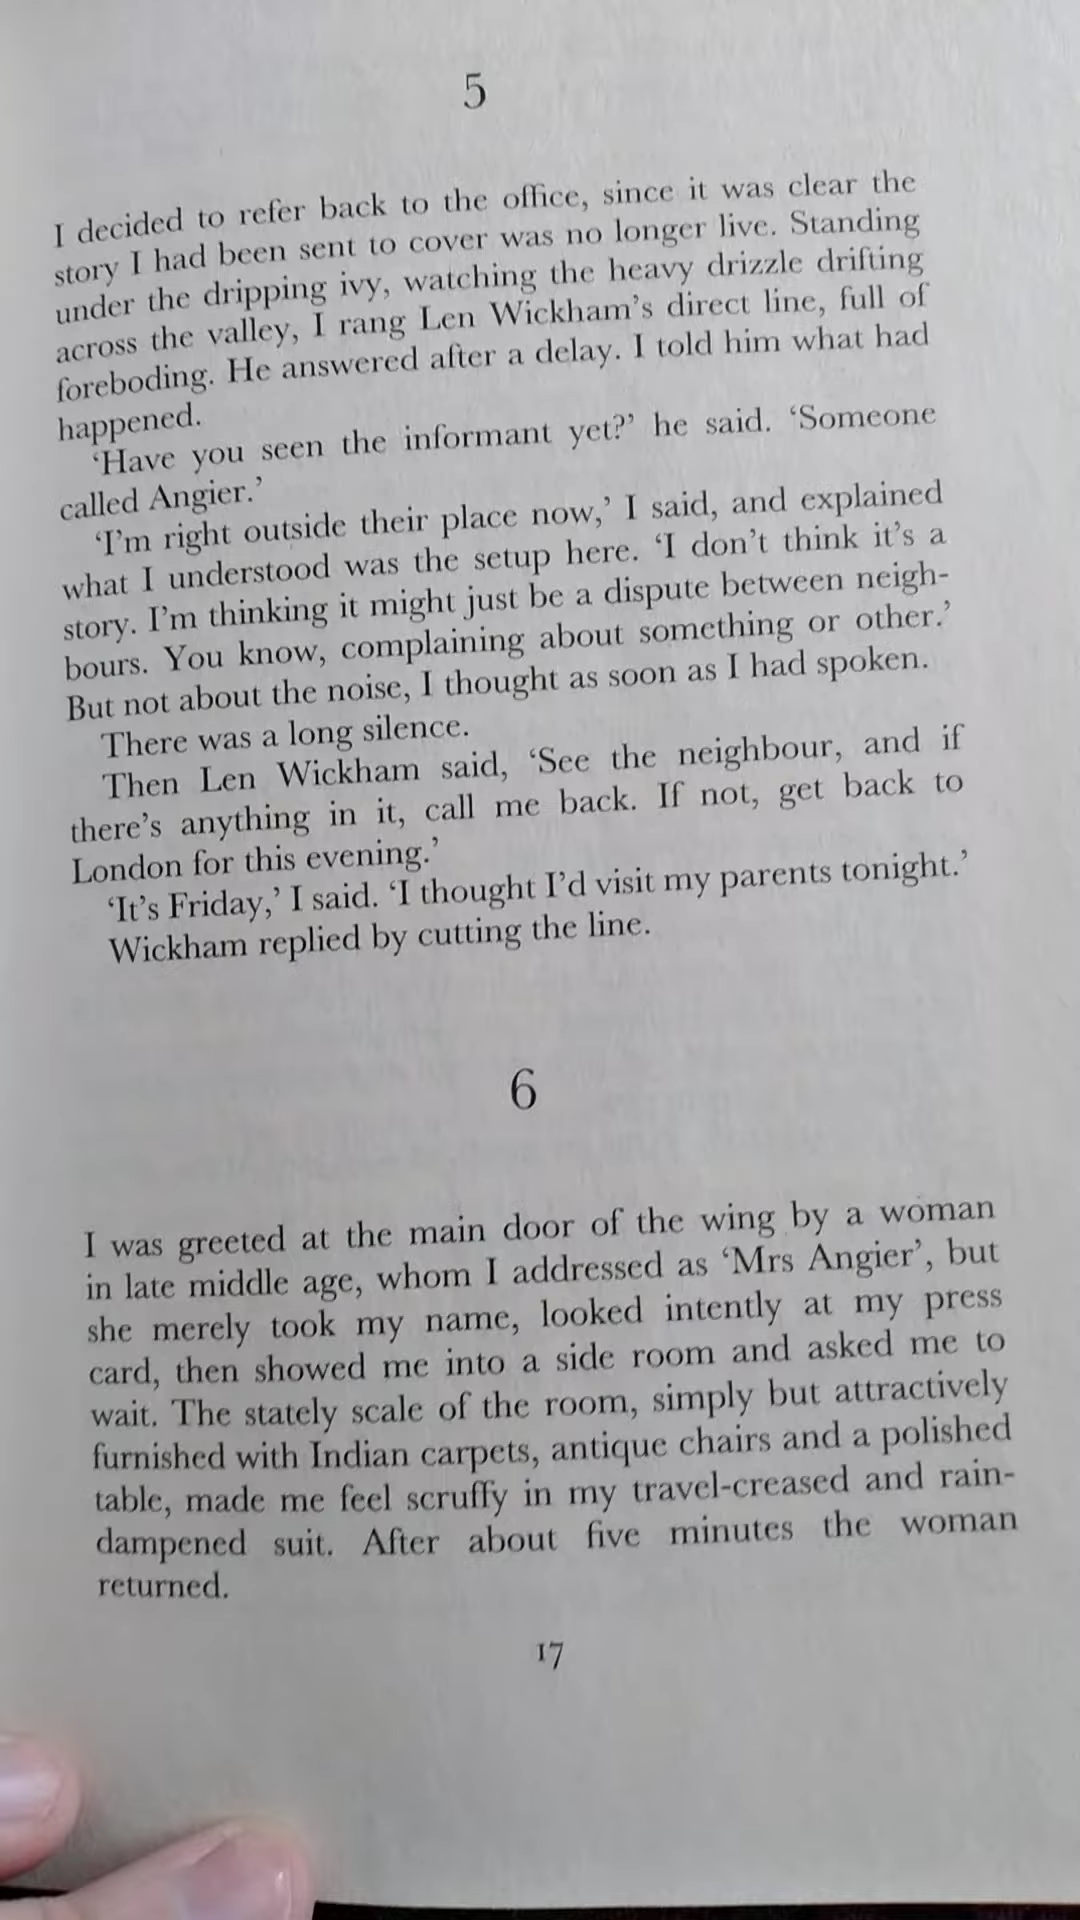 5
I decided to refer back to the office, since it was clear the
story I had been sent to cover was no longer live. Standing
under the dripping ivy, watching the heavy drizzle drifting
across the valley, I rang Len Wickham’s direct line, full of
foreboding. He answered after a delay. I told him what had
happened.
‘Have you seen the informant yet?’ he said. ‘Someone
called Angier.’
‘I’m right outside their place now,’ I said, and explained
what I understood was the setup here. ‘I don’t think it’s a
story. I’m thinking it might just be a dispute between neigh-
bours. You know, complaining about something or other.’
But not about the noise, I thought as soon as I had spoken.
There was a long silence.
Then Len Wickham said, ‘See the neighbour, and if
there’s anything in it, call me back. If not, get back to
London for this evening.’
‘It’s Friday,’ I said. ‘I thought I’d visit my parents tonight.’
Wickham replied by cutting the line.
6
I was greeted at the main door of the wing by a woman
in late middle age, whom I addressed as ‘Mrs Angier’, but
she merely took my name, looked intently at my press
card, then showed me into a side room and asked me to
wait. The stately scale of the room, simply but attractively
furnished with Indian carpets, antique chairs and a polished
table, made me feel scruffy in my travel-creased and rain-
dampened suit. After about five minutes the woman
returned.
17